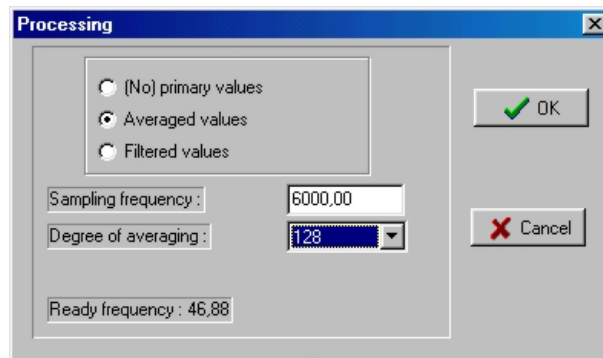 Processing
(No) primary values
Averaged values
Filtered values
OK
Sampling frequency :
6000,00
Degree of averaging :
128
Cancel
Ready frequency : 46,88